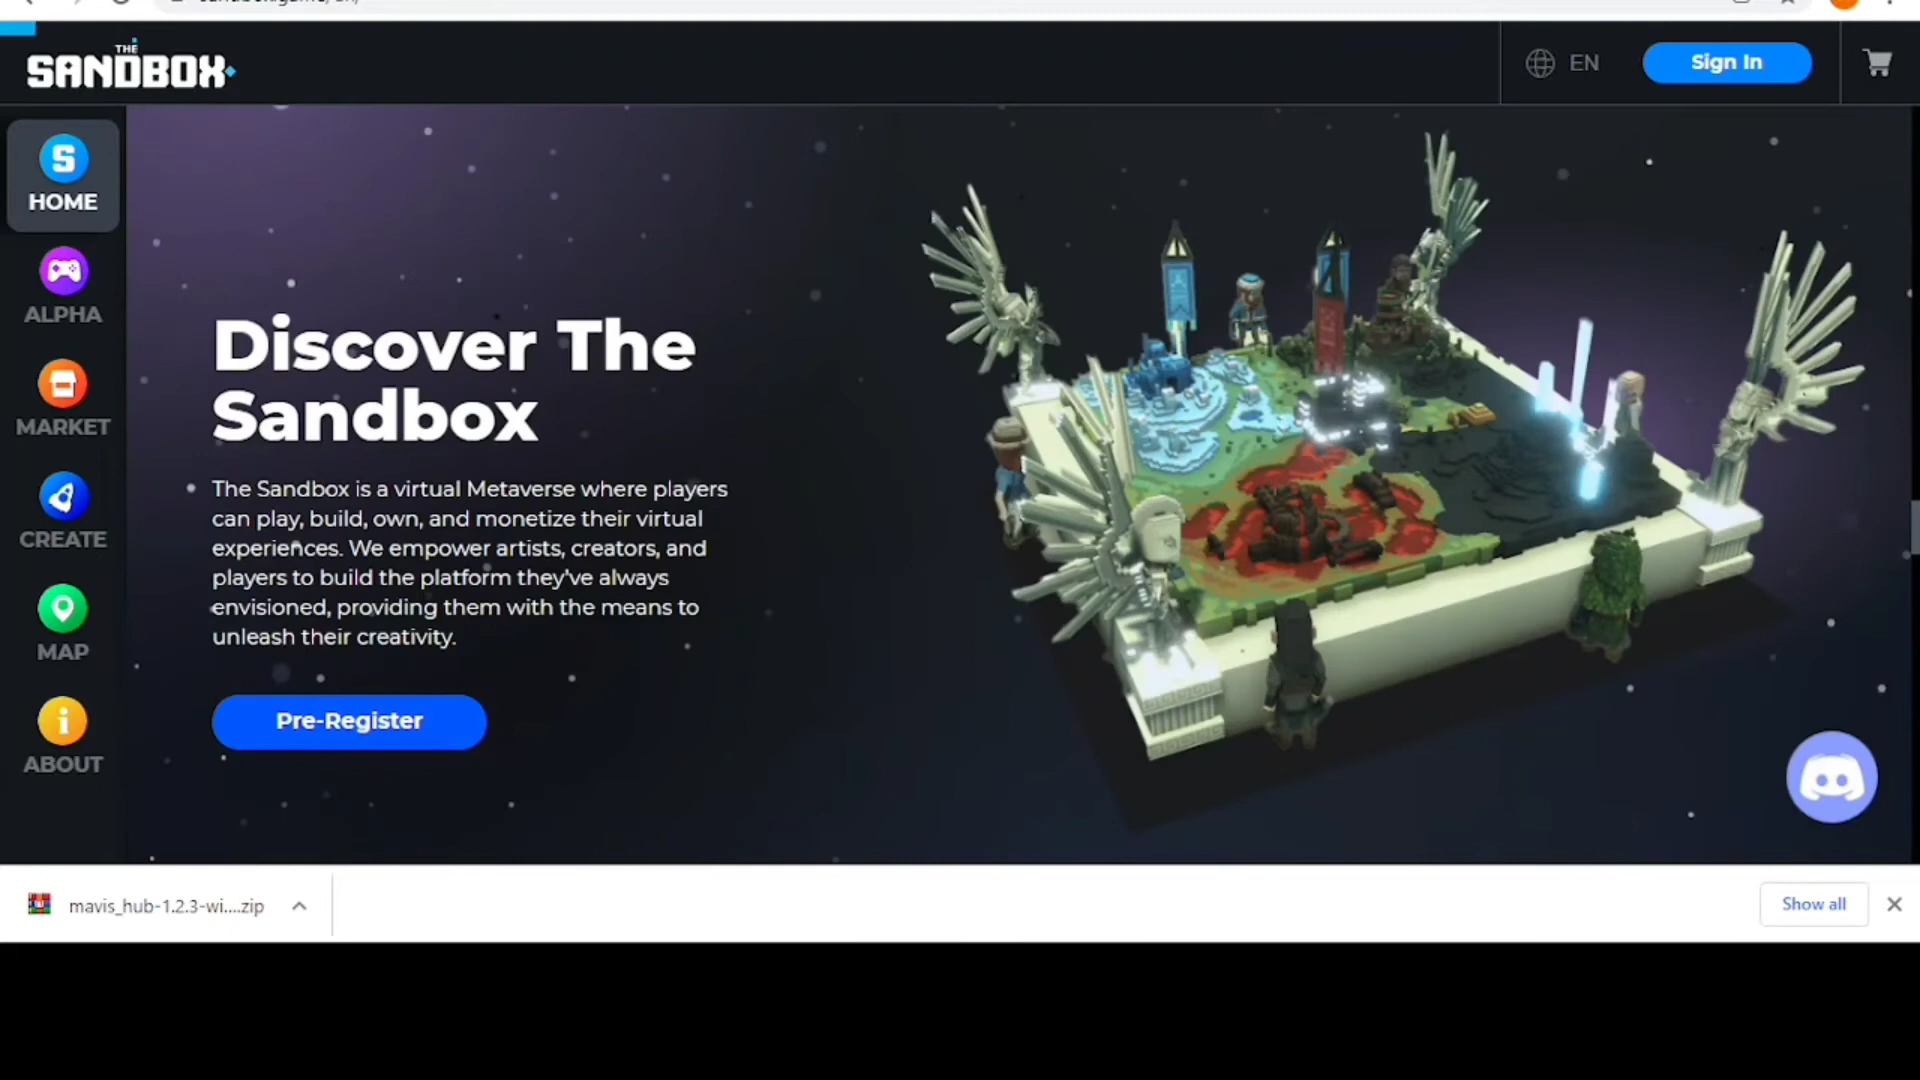 THE
SANDBOX
EN
Sign In
S
HOME
ALPHA
MARKET
CREATE
MAP
i
ABOUT
Discover The
Sandbox
The Sandbox is a virtual Metaverse where players
can play, build, own, and monetize their virtual
experiences. We empower artists, creators, and
players to build the platform they've always
envisioned, providing them with the means to
unleash their creativity.
Pre-Register
mavis_hub-1.2.3-wi....zip
Show all